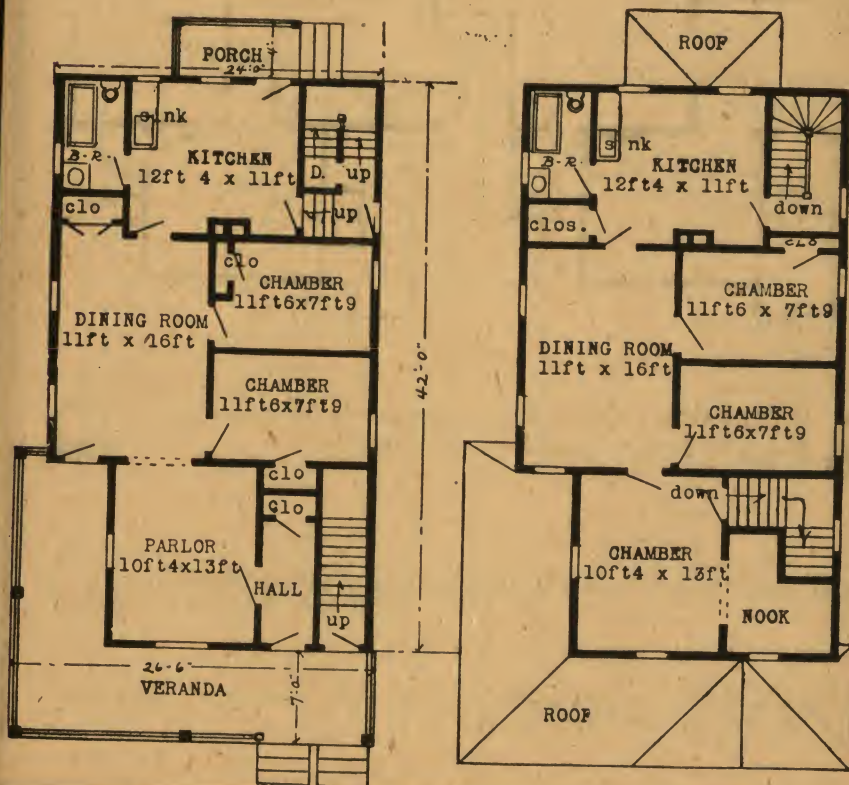 PORCH
24'-0"
sink
B-R.
KITCHEN
12ft 4 x 11ft
D.
up
up
clo
clo
CHAMBER
11ft6x7ft9
DINING ROOM
11ft x 16ft
CHAMBER
11ft6x7ft9
clo
clo
PARLOR
10ft4x13ft
HALL
up
42'-0"
26-6"
VERANDA
7'-0"
ROOF
sink
B-R.
KITCHEN
12ft4 x 11ft
down
clos.
CLO
CHAMBER
11ft6 x 7ft9
DINING ROOM
11ft x 16ft
CHAMBER
11ft6x7ft9
down
CHAMBER
10ft4 x 13ft
NOOK
ROOF